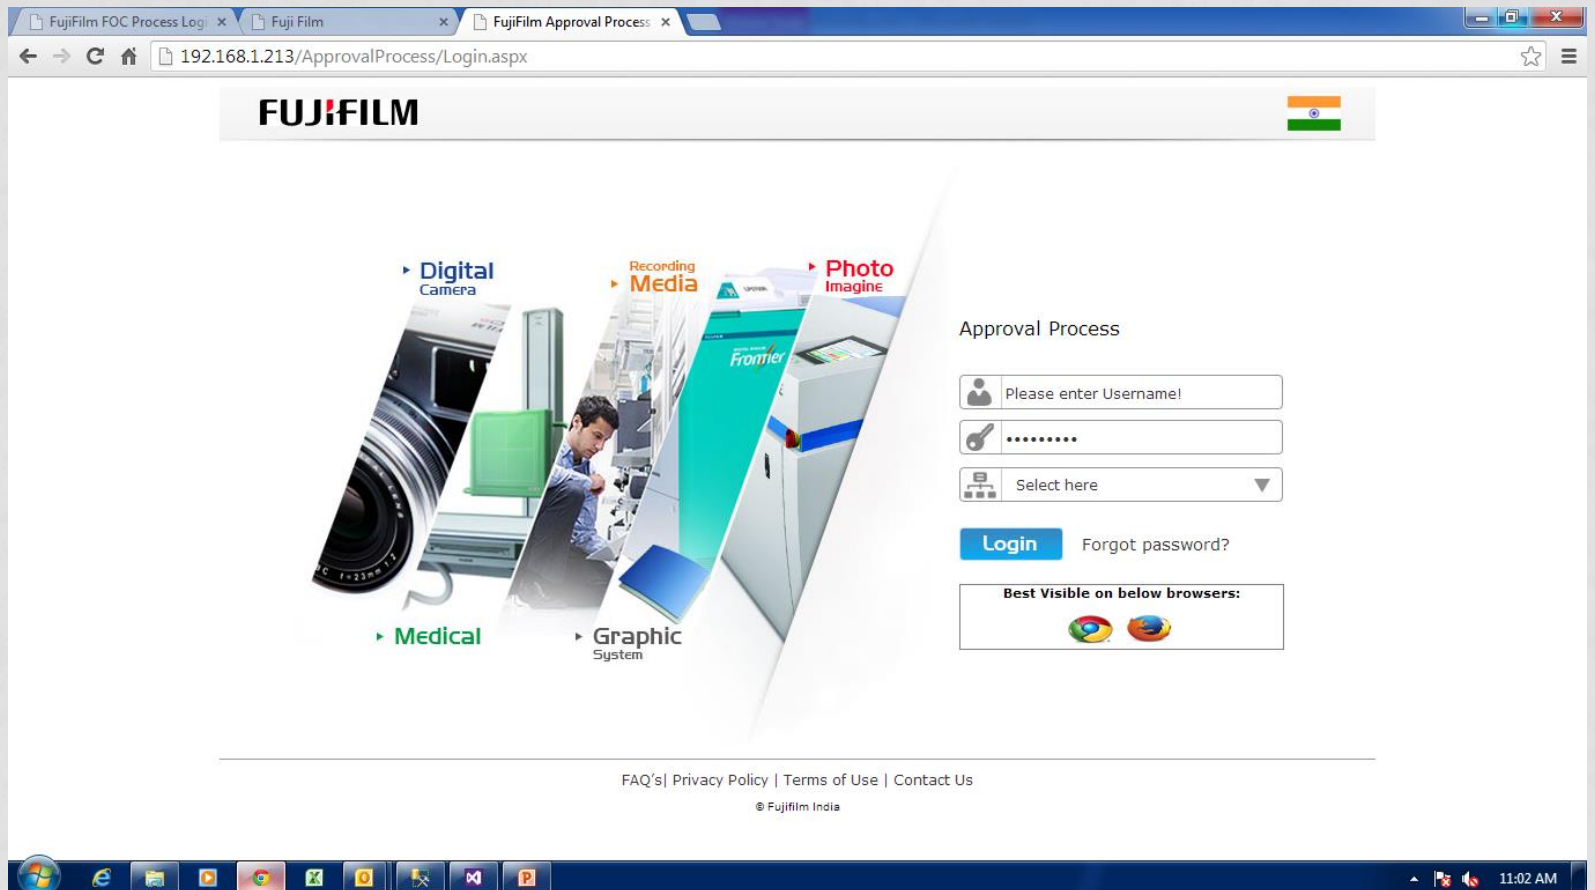 FujiFilm FOC Process Logi
Fuji Film
FujiFilm Approval Process
192.168.1.213/ApprovalProcess/Login.aspx
FUJIFILM
Digital
Camera
Recording
Media
Photo
Imagine
Frontier
Approval Process
Please enter Username!
•••••••••
Select here
Login
Forgot password?
Best Visible on below browsers:
Medical
Graphic
System
FAQ's| Privacy Policy | Terms of Use | Contact Us
© Fujifilm India
11:02 AM